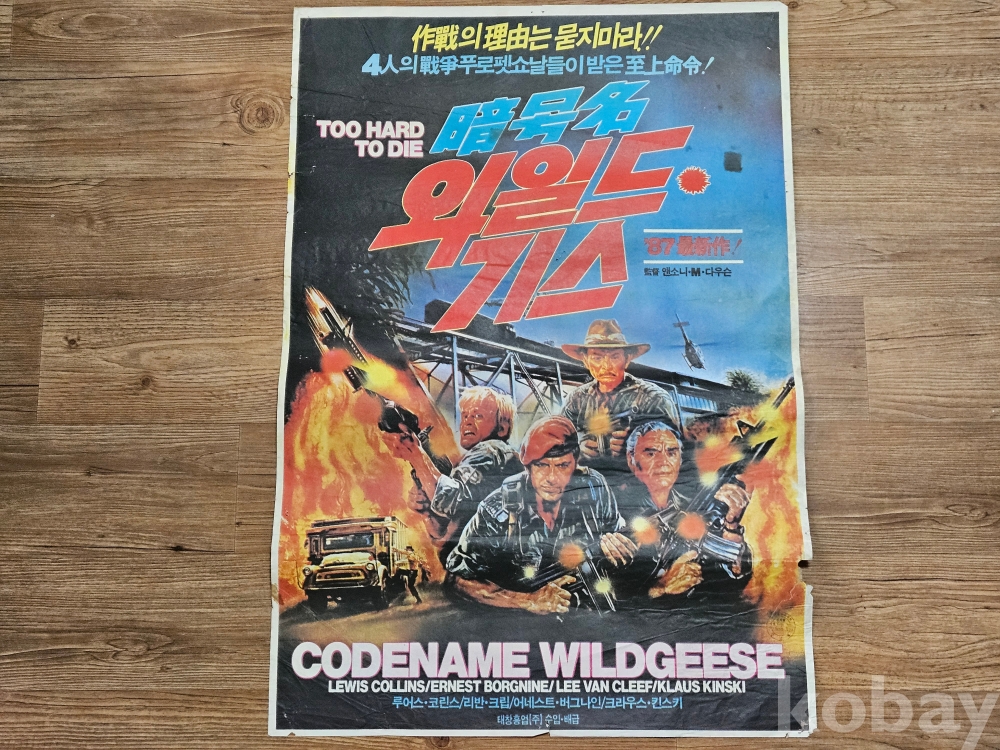 作戰의 理由는 묻지마라!!
4人의 戰爭푸로펫쇼날들이 받은 至上命令!
TOO HARD
TO DIE
暗号名
와일드
기스
'87 最新作!
監督 앤소니·M·다우슨
CODENAME WILDGEESE
LEWIS COLLINS/ERNEST BORGNINE/LEE VAN CLEEF/KLAUS KINSKI
루어스·코린스/리반·크립/어네스트·버그나인/크라우스·킨스키
태창흥업(주) 수입·배급
kobay